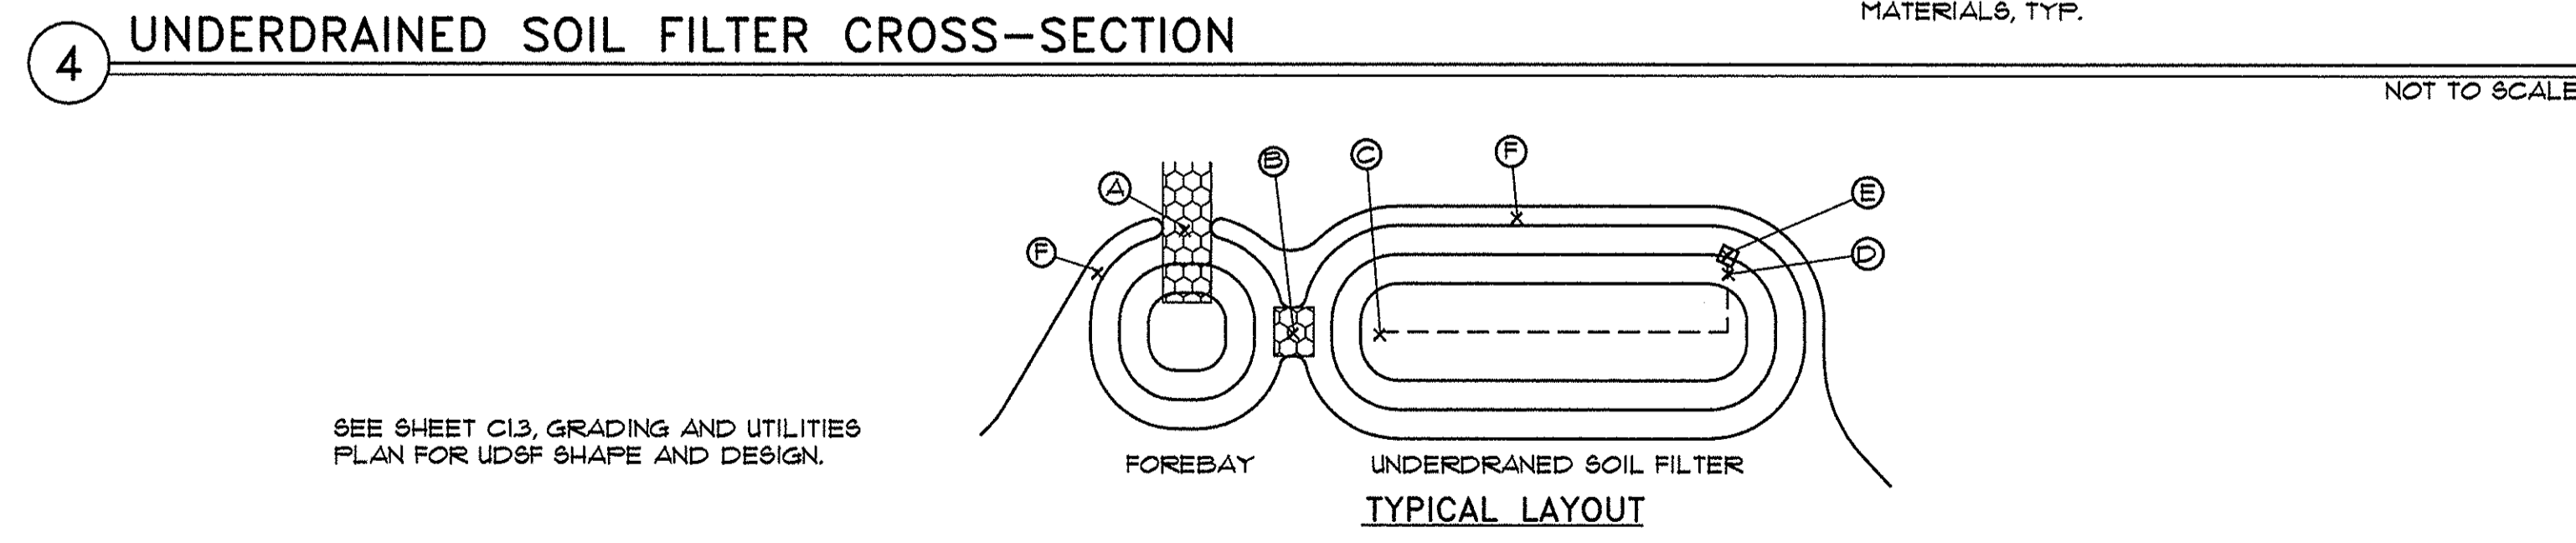 MATERIALS, TYP.
4 UNDERDRAINED SOIL FILTER CROSS-SECTION
NOT TO SCALE
B
C
F
A
E
F
D
SEE SHEET C1.3, GRADING AND UTILITIES
PLAN FOR UDSF SHAPE AND DESIGN.
FOREBAY
UNDERDRANED SOIL FILTER
TYPICAL LAYOUT